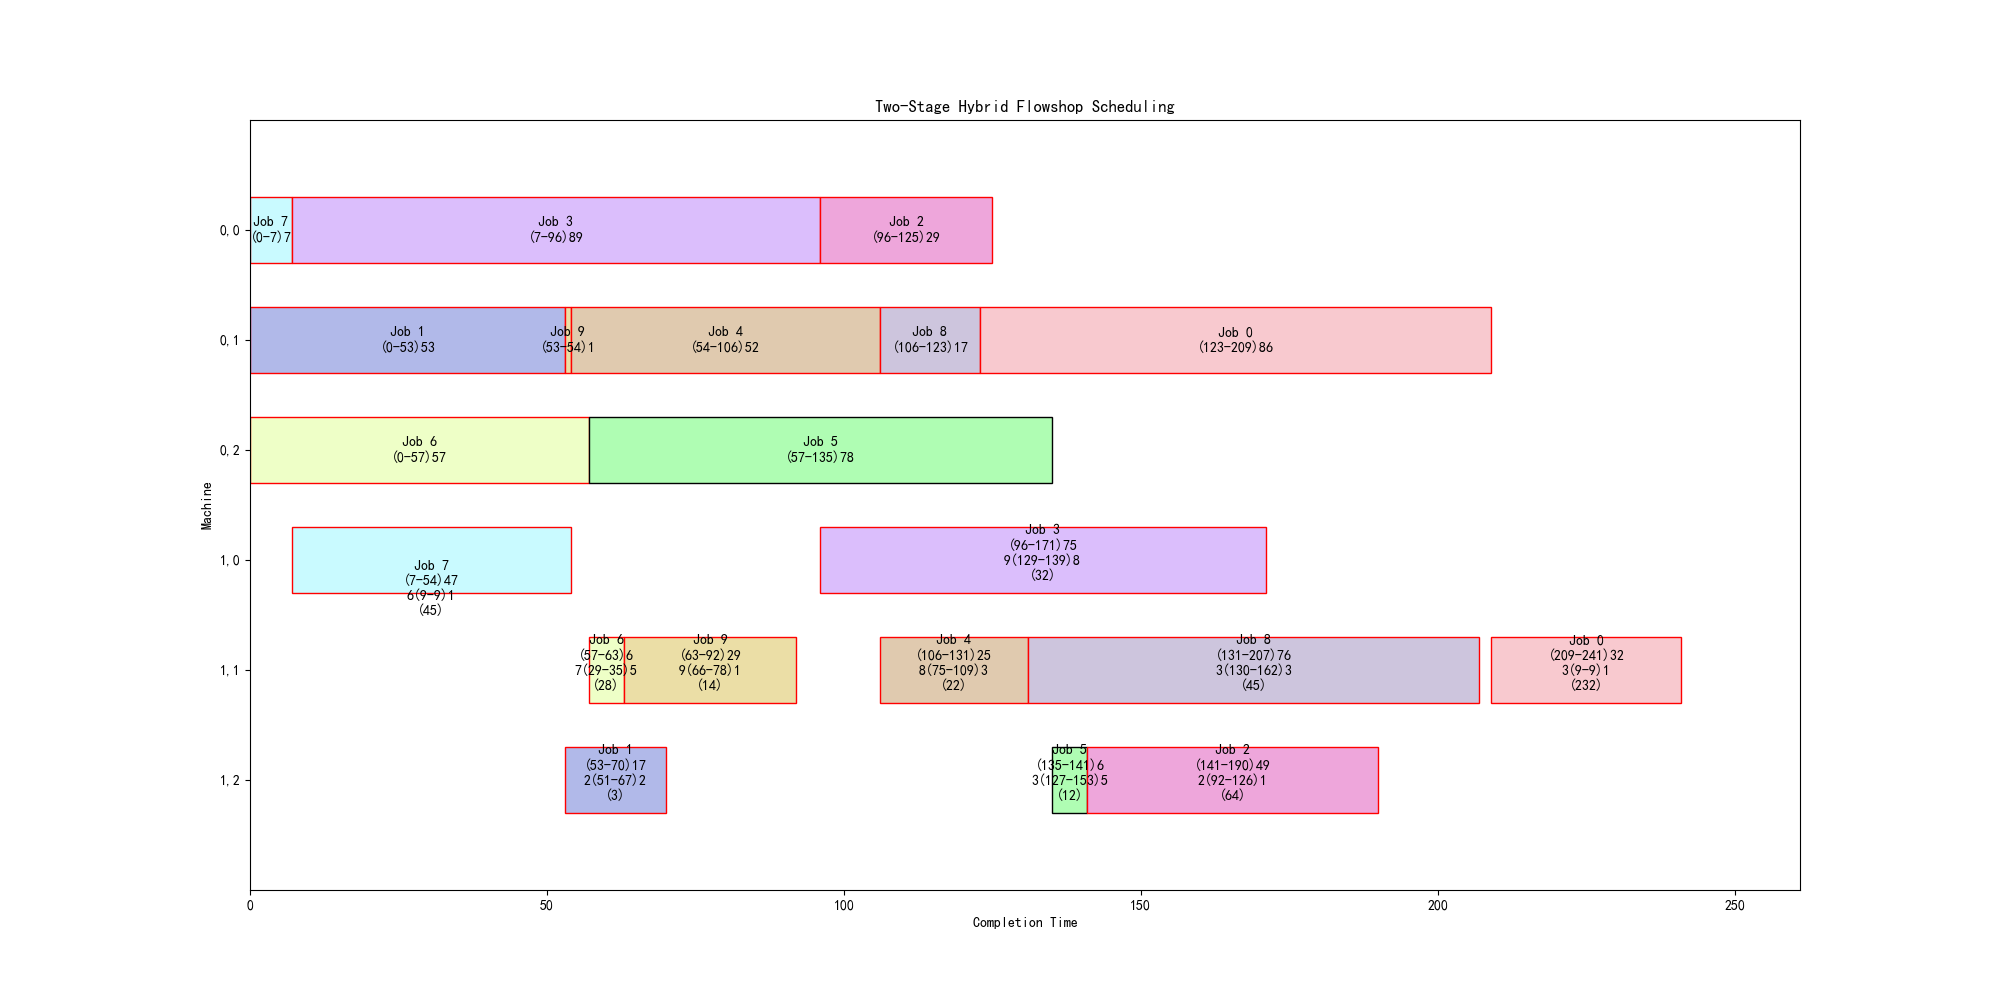 Two-Stage Hybrid Flowshop Scheduling
0,0
Job 7
(0-7)7
Job 3
(7-96)89
Job 2
(96-125)29
0,1
Job 1
(0-53)53
Job 9
(53-54)1
Job 4
(54-106)52
Job 8
(106-123)17
Job 0
(123-209)86
0,2
Job 6
(0-57)57
Job 5
(57-135)78
Machine
1,0
Job 7
(7-54)47
6(9-9)1
(45)
Job 3
(96-171)75
9(129-139)8
(32)
1,1
Job 6
(57-63)6
7(29-35)5
(28)
Job 9
(63-92)29
9(66-78)1
(14)
Job 4
(106-131)25
8(75-109)3
(22)
Job 8
(131-207)76
3(130-162)3
(45)
Job 0
(209-241)32
3(9-9)1
(232)
1,2
Job 1
(53-70)17
2(51-67)2
(3)
Job 5
(135-141)6
3(127-153)5
(12)
Job 2
(141-190)49
2(92-126)1
(64)
0
50
100
150
200
250
Completion Time